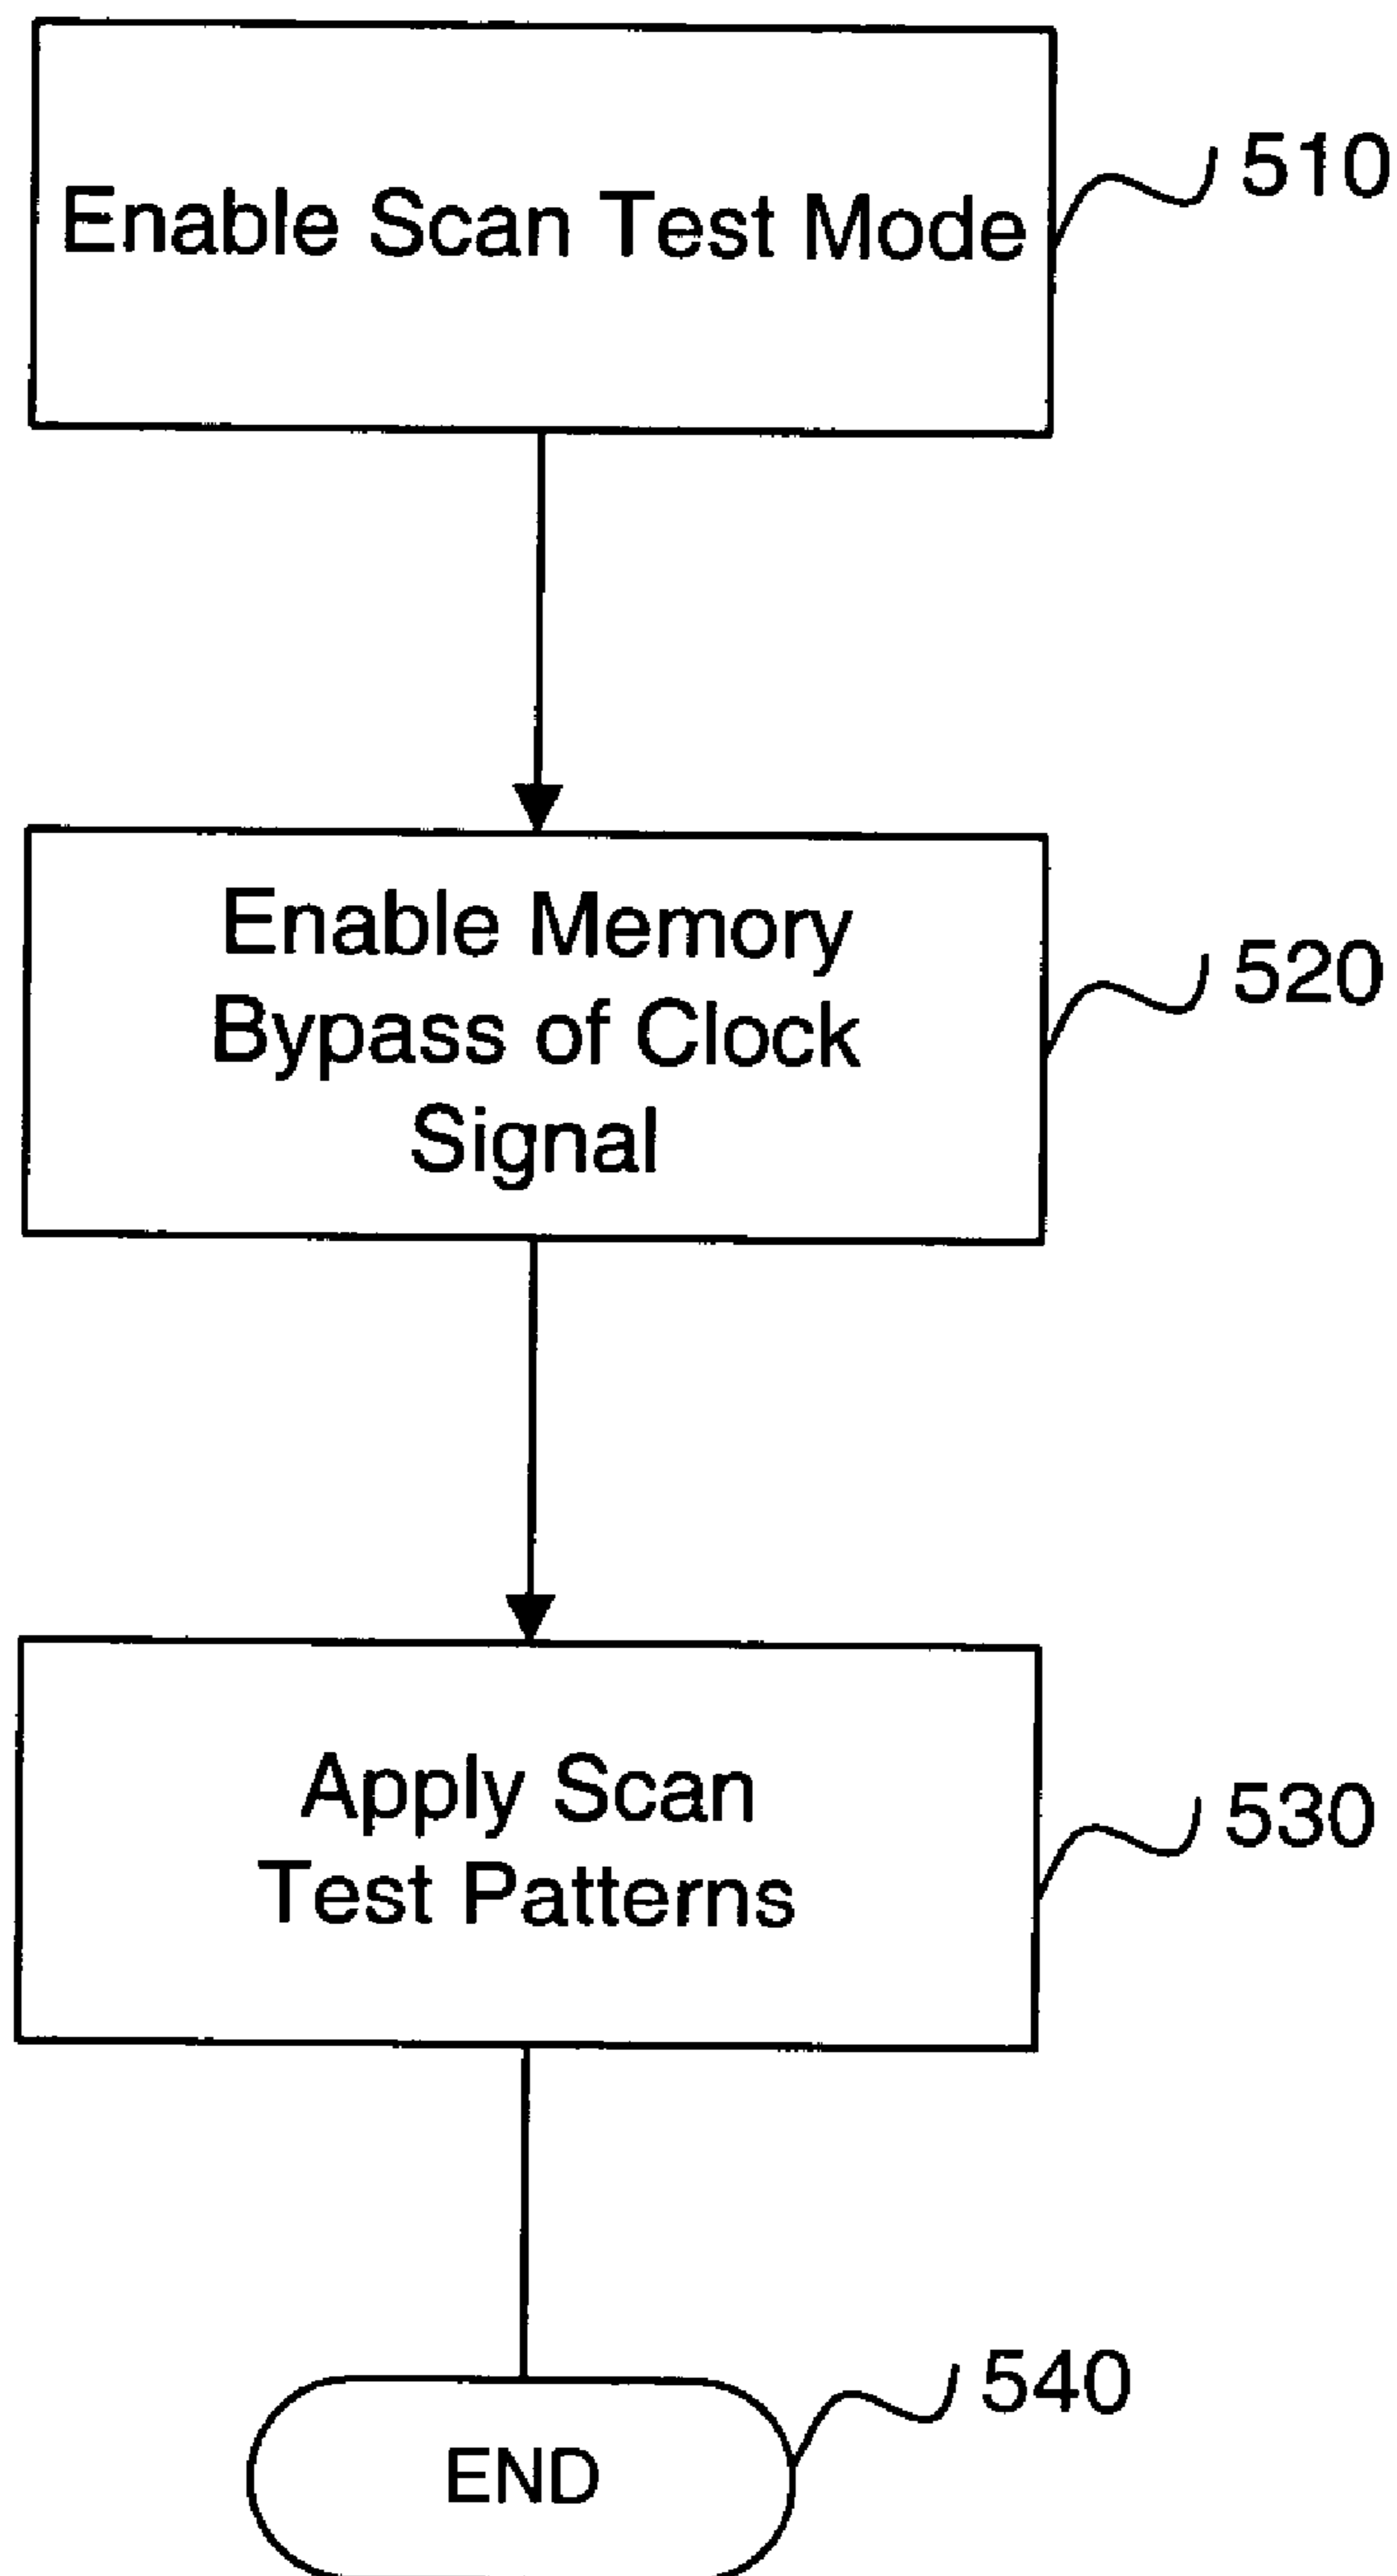 Enable Scan Test Mode
510
Enable Memory
Bypass of Clock
Signal
520
Apply Scan
Test Patterns
530
END
540